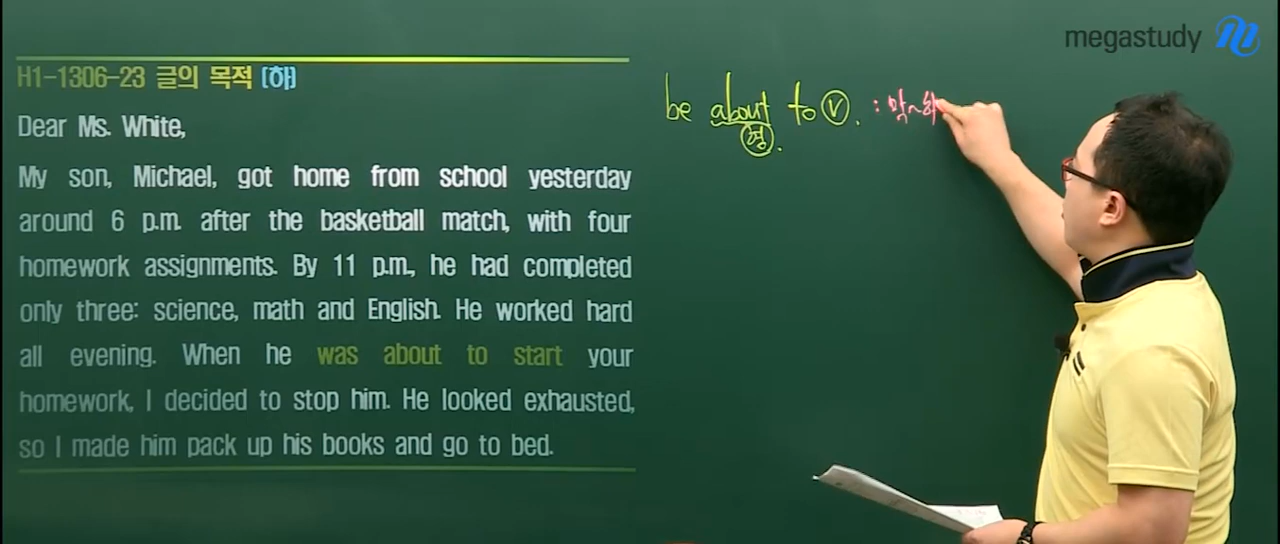 megastudy
H1-1306-23 글의 목적 (하)
Dear Ms. White,
My son, Michael, got home from school yesterday
around 6 p.m. after the basketball match, with four
homework assignments. By 11 p.m., he had completed
only three: science, math and English. He worked hard
all evening. When he was about to start your
homework, I decided to stop him. He looked exhausted,
so I made him pack up his books and go to bed.
be about to V. : 막 ~ 하
형.